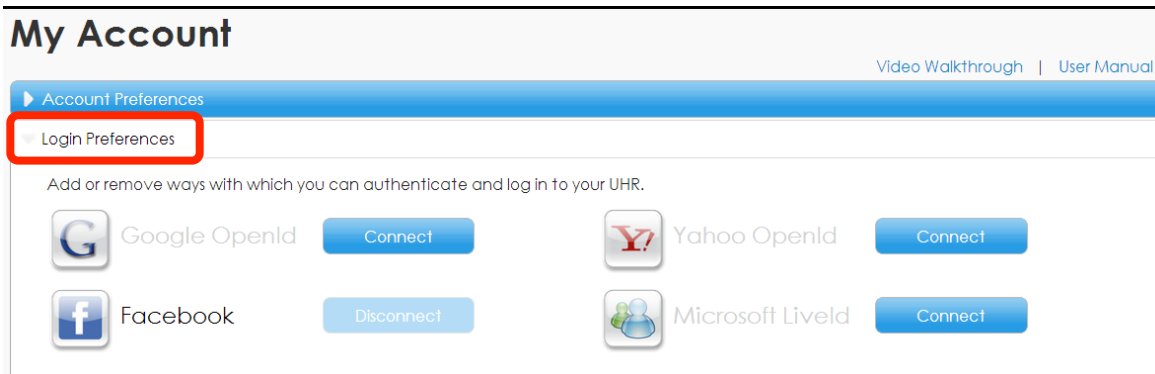 My Account
Video Walkthrough | User Manual
Account Preferences
Login Preferences
Add or remove ways with which you can authenticate and log in to your UHR.
G Google OpenId Connect Y! Yahoo OpenId Connect
f Facebook Disconnect Microsoft LiveId Connect